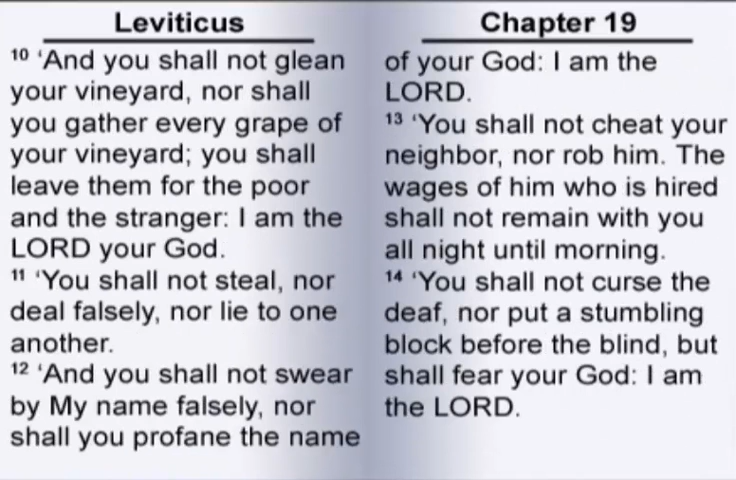 Leviticus
10 ‘And you shall not glean
your vineyard, nor shall
you gather every grape of
your vineyard; you shall
leave them for the poor
and the stranger: I am the
LORD your God.
11 ‘You shall not steal, nor
deal falsely, nor lie to one
another.
12 ‘And you shall not swear
by My name falsely, nor
shall you profane the name
Chapter 19
of your God: I am the
LORD.
13 ‘You shall not cheat your
neighbor, nor rob him. The
wages of him who is hired
shall not remain with you
all night until morning.
14 ‘You shall not curse the
deaf, nor put a stumbling
block before the blind, but
shall fear your God: I am
the LORD.